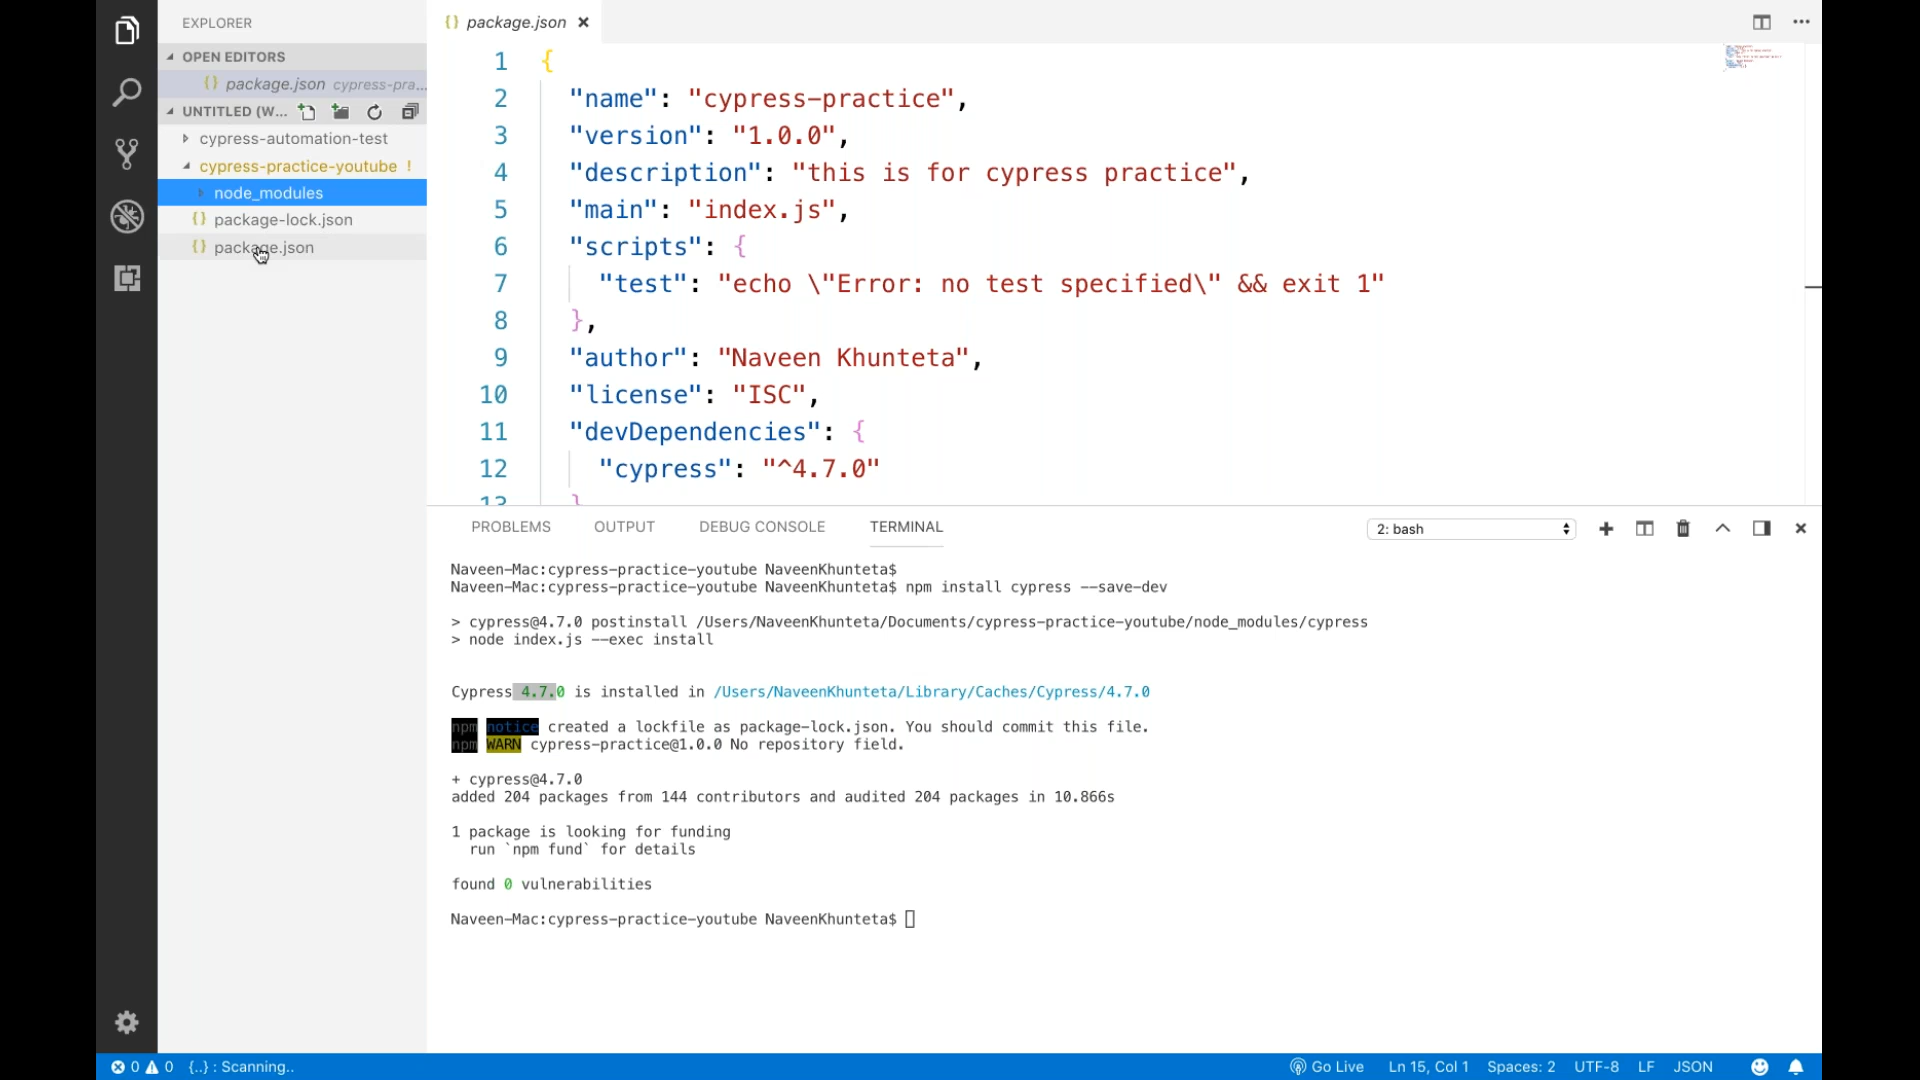 EXPLORER
OPEN EDITORS
{} package.json cypress-pra...
UNTITLED (W...
cypress-automation-test
cypress-practice-youtube !
node_modules
{} package-lock.json
{} package.json
{} package.json ×
1 {
2 "name": "cypress-practice",
3 "version": "1.0.0",
4 "description": "this is for cypress practice",
5 "main": "index.js",
6 "scripts": {
7 "test": "echo \"Error: no test specified\" && exit 1"
8 },
9 "author": "Naveen Khunteta",
10 "license": "ISC",
11 "devDependencies": {
12 "cypress": "^4.7.0"
13 }
PROBLEMS OUTPUT DEBUG CONSOLE TERMINAL 2: bash
Naveen-Mac:cypress-practice-youtube NaveenKhunteta$
Naveen-Mac:cypress-practice-youtube NaveenKhunteta$ npm install cypress --save-dev
> cypress@4.7.0 postinstall /Users/NaveenKhunteta/Documents/cypress-practice-youtube/node_modules/cypress
> node index.js --exec install
Cypress 4.7.0 is installed in /Users/NaveenKhunteta/Library/Caches/Cypress/4.7.0
npm notice created a lockfile as package-lock.json. You should commit this file.
npm WARN cypress-practice@1.0.0 No repository field.
+ cypress@4.7.0
added 204 packages from 144 contributors and audited 204 packages in 10.866s
1 package is looking for funding
run `npm fund` for details
found 0 vulnerabilities
Naveen-Mac:cypress-practice-youtube NaveenKhunteta$
0 0 {..} : Scanning.. Go Live Ln 15, Col 1 Spaces: 2 UTF-8 LF JSON